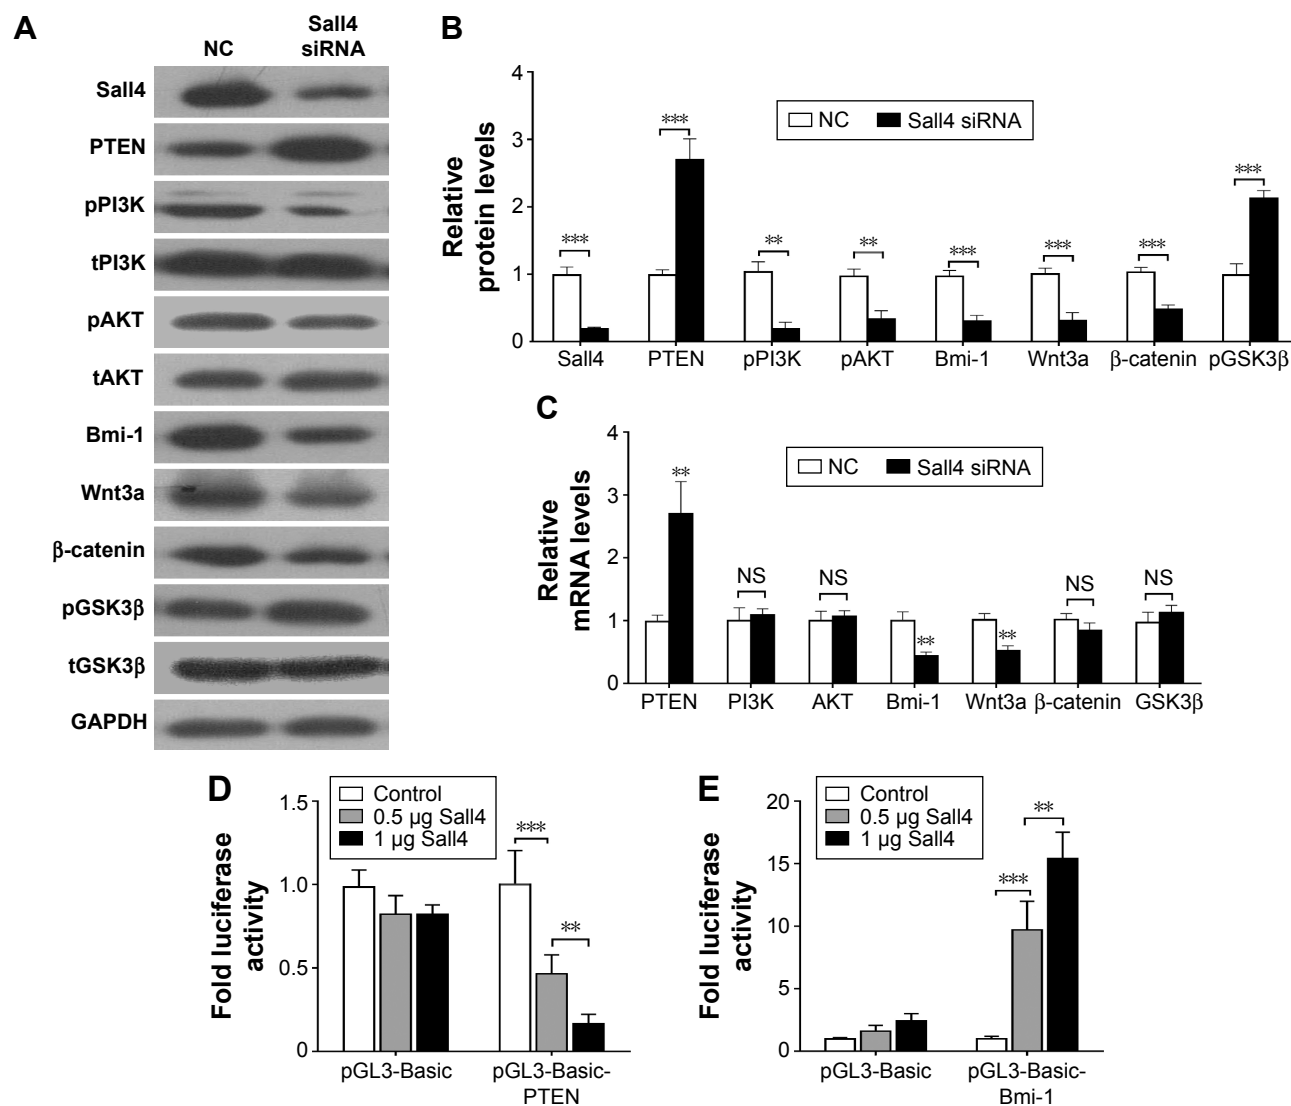 A
NC
Sall4
siRNA
Sall4
PTEN
pPI3K
tPI3K
pAKT
tAKT
Bmi-1
Wnt3a
β-catenin
pGSK3β
tGSK3β
GAPDH
B
Relative
protein levels
4
3
2
1
0
NC
Sall4 siRNA
***
***
**
**
***
***
***
***
Sall4
PTEN
pPI3K
pAKT
Bmi-1
Wnt3a
β-catenin
pGSK3β
C
Relative
mRNA levels
4
3
2
1
0
NC
Sall4 siRNA
**
NS
NS
**
**
NS
NS
PTEN
PI3K
AKT
Bmi-1
Wnt3a
β-catenin
GSK3β
D
Fold luciferase
activity
1.5
1.0
0.5
0
Control
0.5 µg Sall4
1 µg Sall4
***
**
pGL3-Basic
pGL3-Basic-
PTEN
E
Fold luciferase
activity
20
15
10
5
0
Control
0.5 µg Sall4
1 µg Sall4
***
**
pGL3-Basic
pGL3-Basic-
Bmi-1